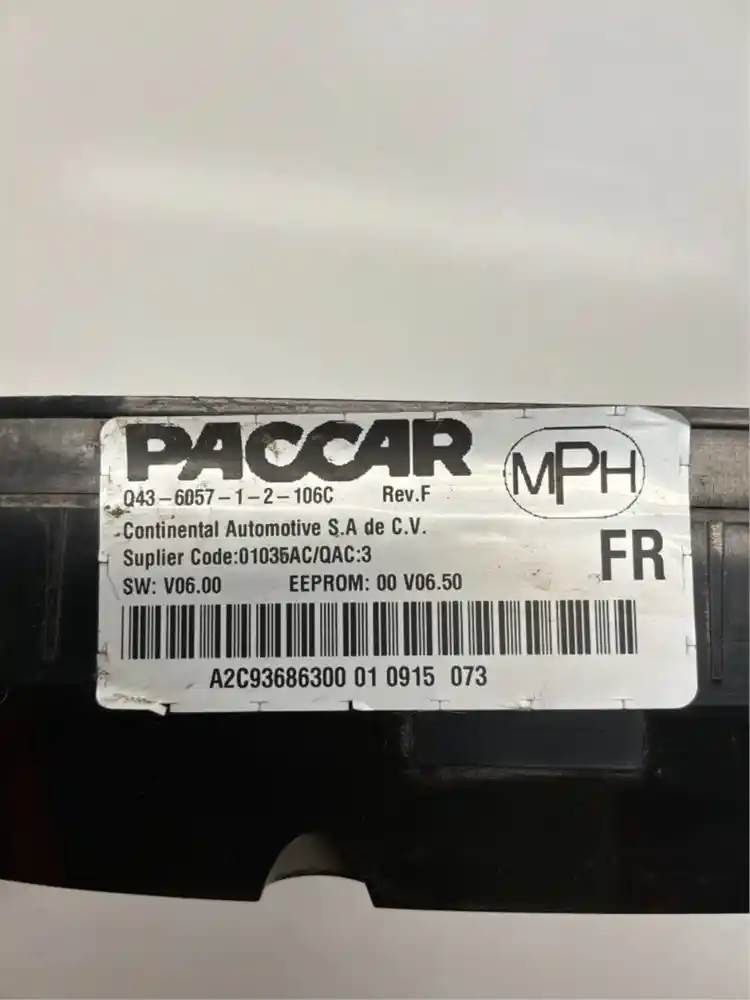 PACCAR
MPH
Q43-6057-1-2-106C Rev.F
Continental Automotive S.A de C.V.
Suplier Code:01035AC/QAC:3
FR
SW: V06.00 EEPROM: 00 V06.50
A2C93686300 01 0915 073